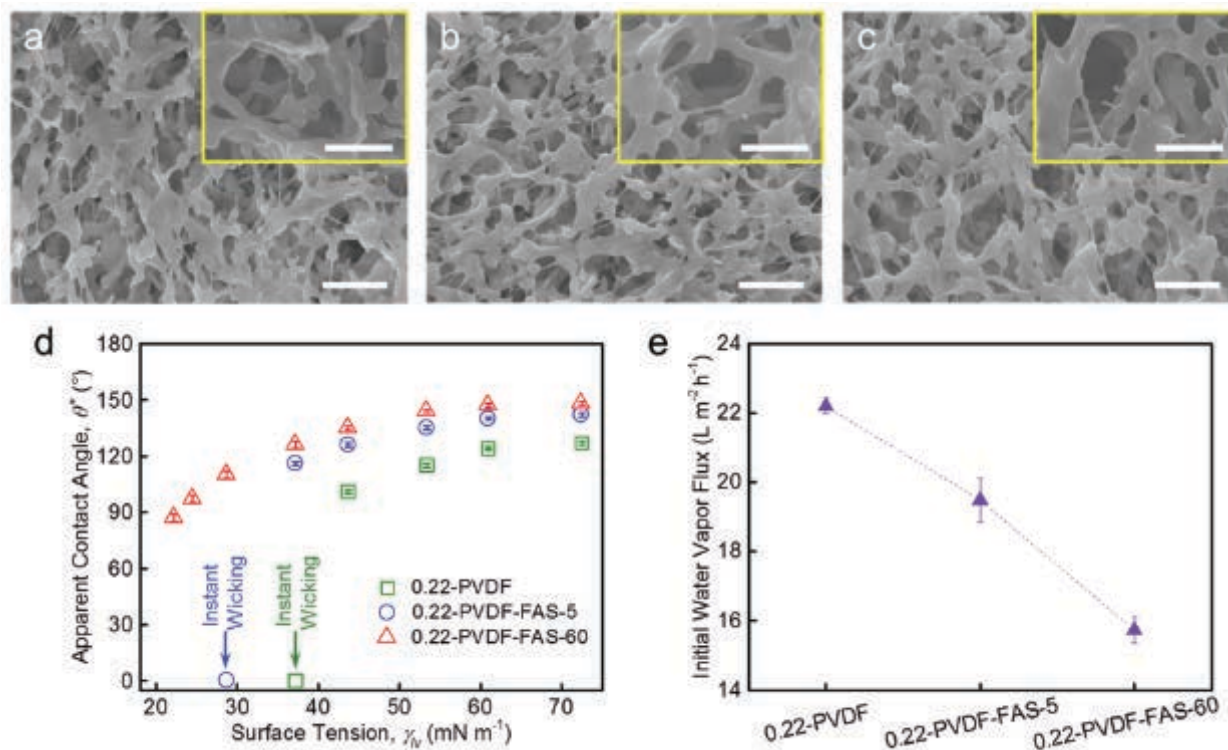 a
b
c
d
180
150
120
90
60
30
0
Apparent Contact Angle, θ* (°)
Instant
Wicking
Instant
Wicking
0.22-PVDF
0.22-PVDF-FAS-5
0.22-PVDF-FAS-60
20 30 40 50 60 70
Surface Tension, γlv (mN m⁻¹)
e
24
22
20
18
16
14
Initial Water Vapor Flux (L m⁻² h⁻¹)
0.22-PVDF
0.22-PVDF-FAS-5
0.22-PVDF-FAS-60